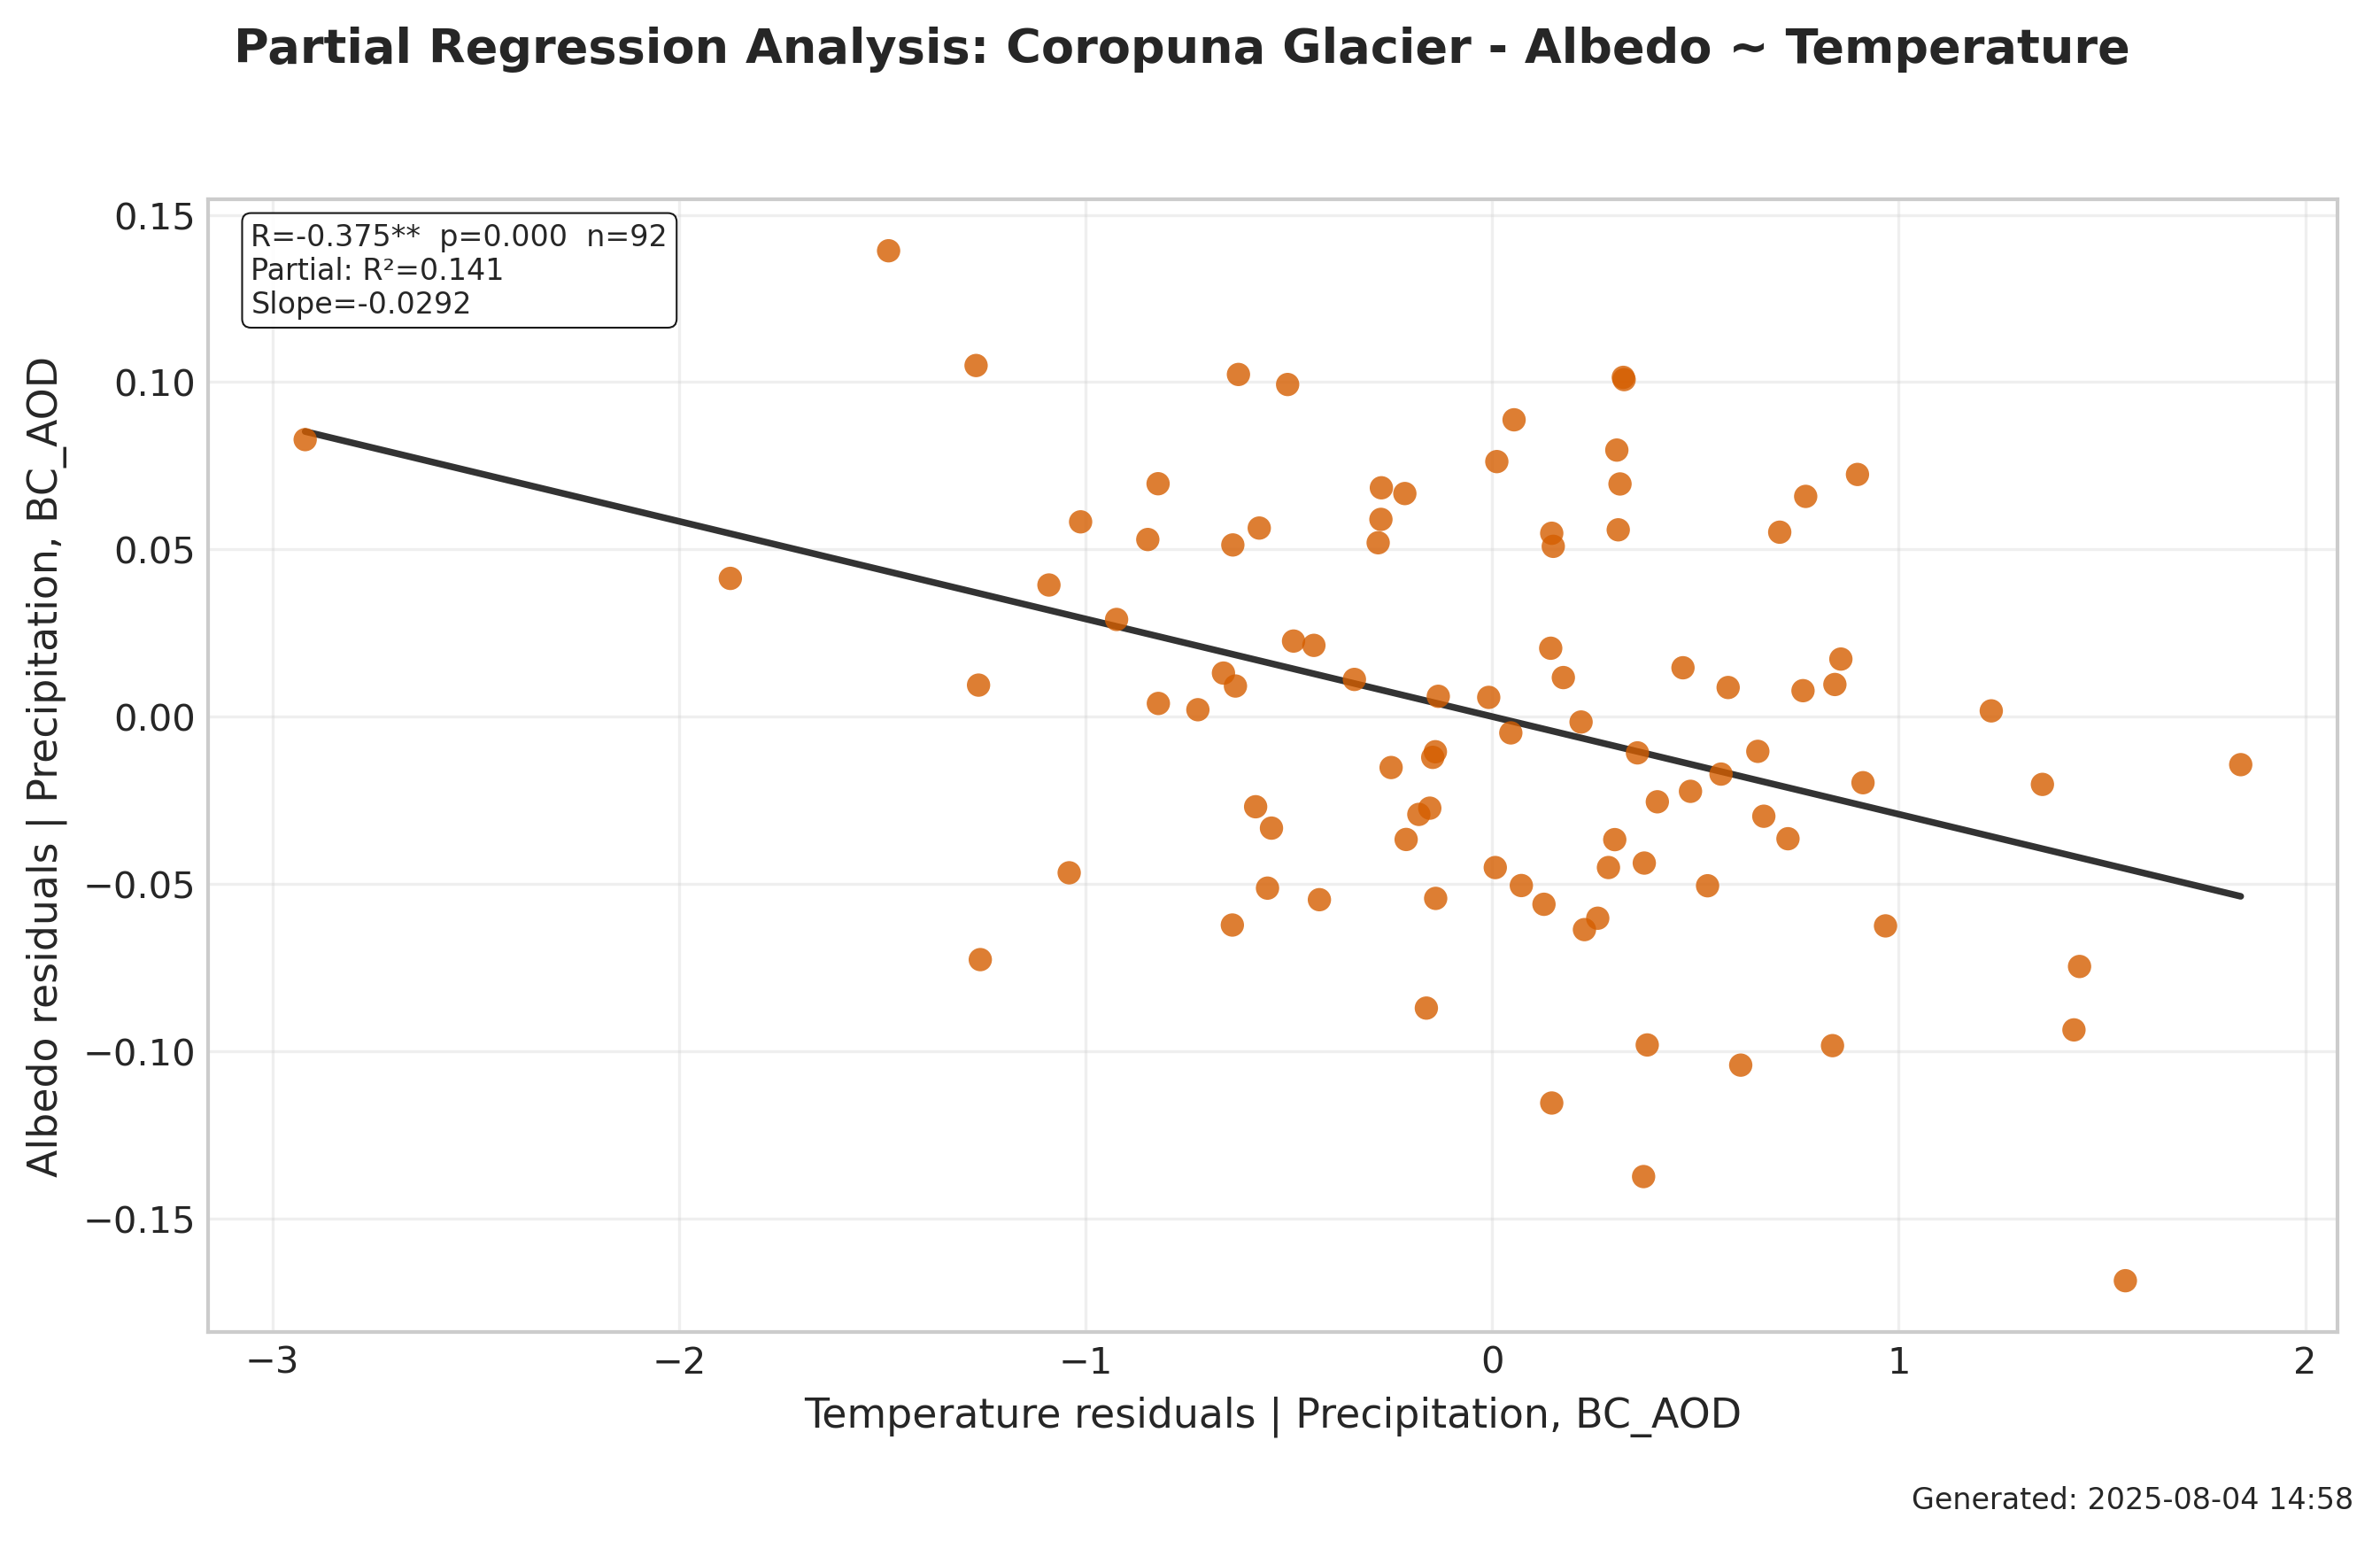 Partial Regression Analysis: Coropuna Glacier - Albedo ~ Temperature
R=-0.375**  p=0.000  n=92
Partial: R²=0.141
Slope=-0.0292
Albedo residuals | Precipitation, BC_AOD
0.15
0.10
0.05
0.00
−0.05
−0.10
−0.15
−3
−2
−1
0
1
2
Temperature residuals | Precipitation, BC_AOD
Generated: 2025-08-04 14:58